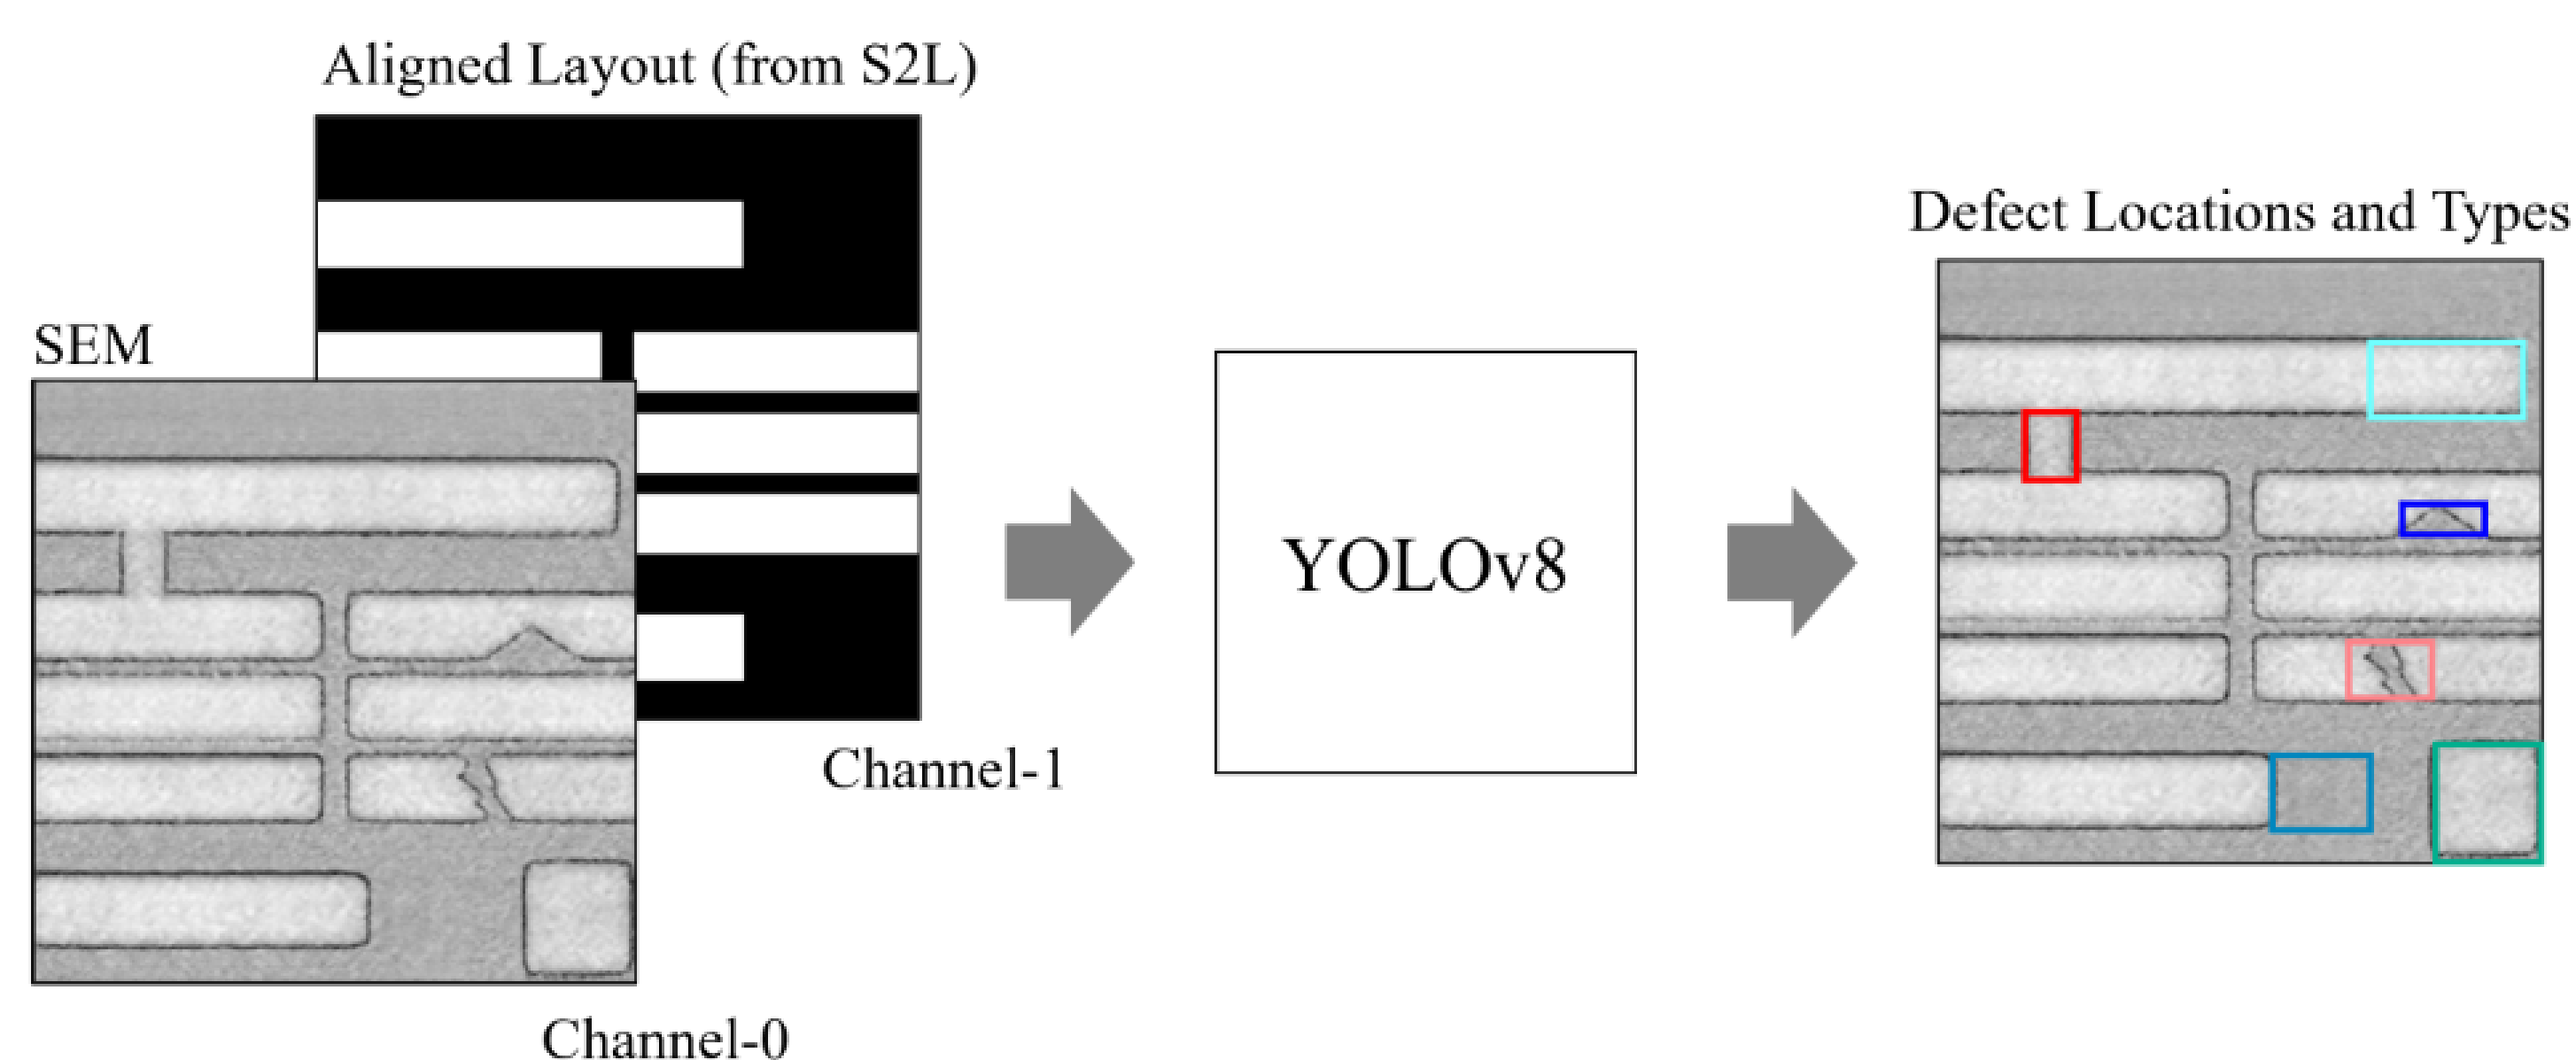 Aligned Layout (from S2L)
SEM
Channel-1
Channel-0
YOLOv8
Defect Locations and Types